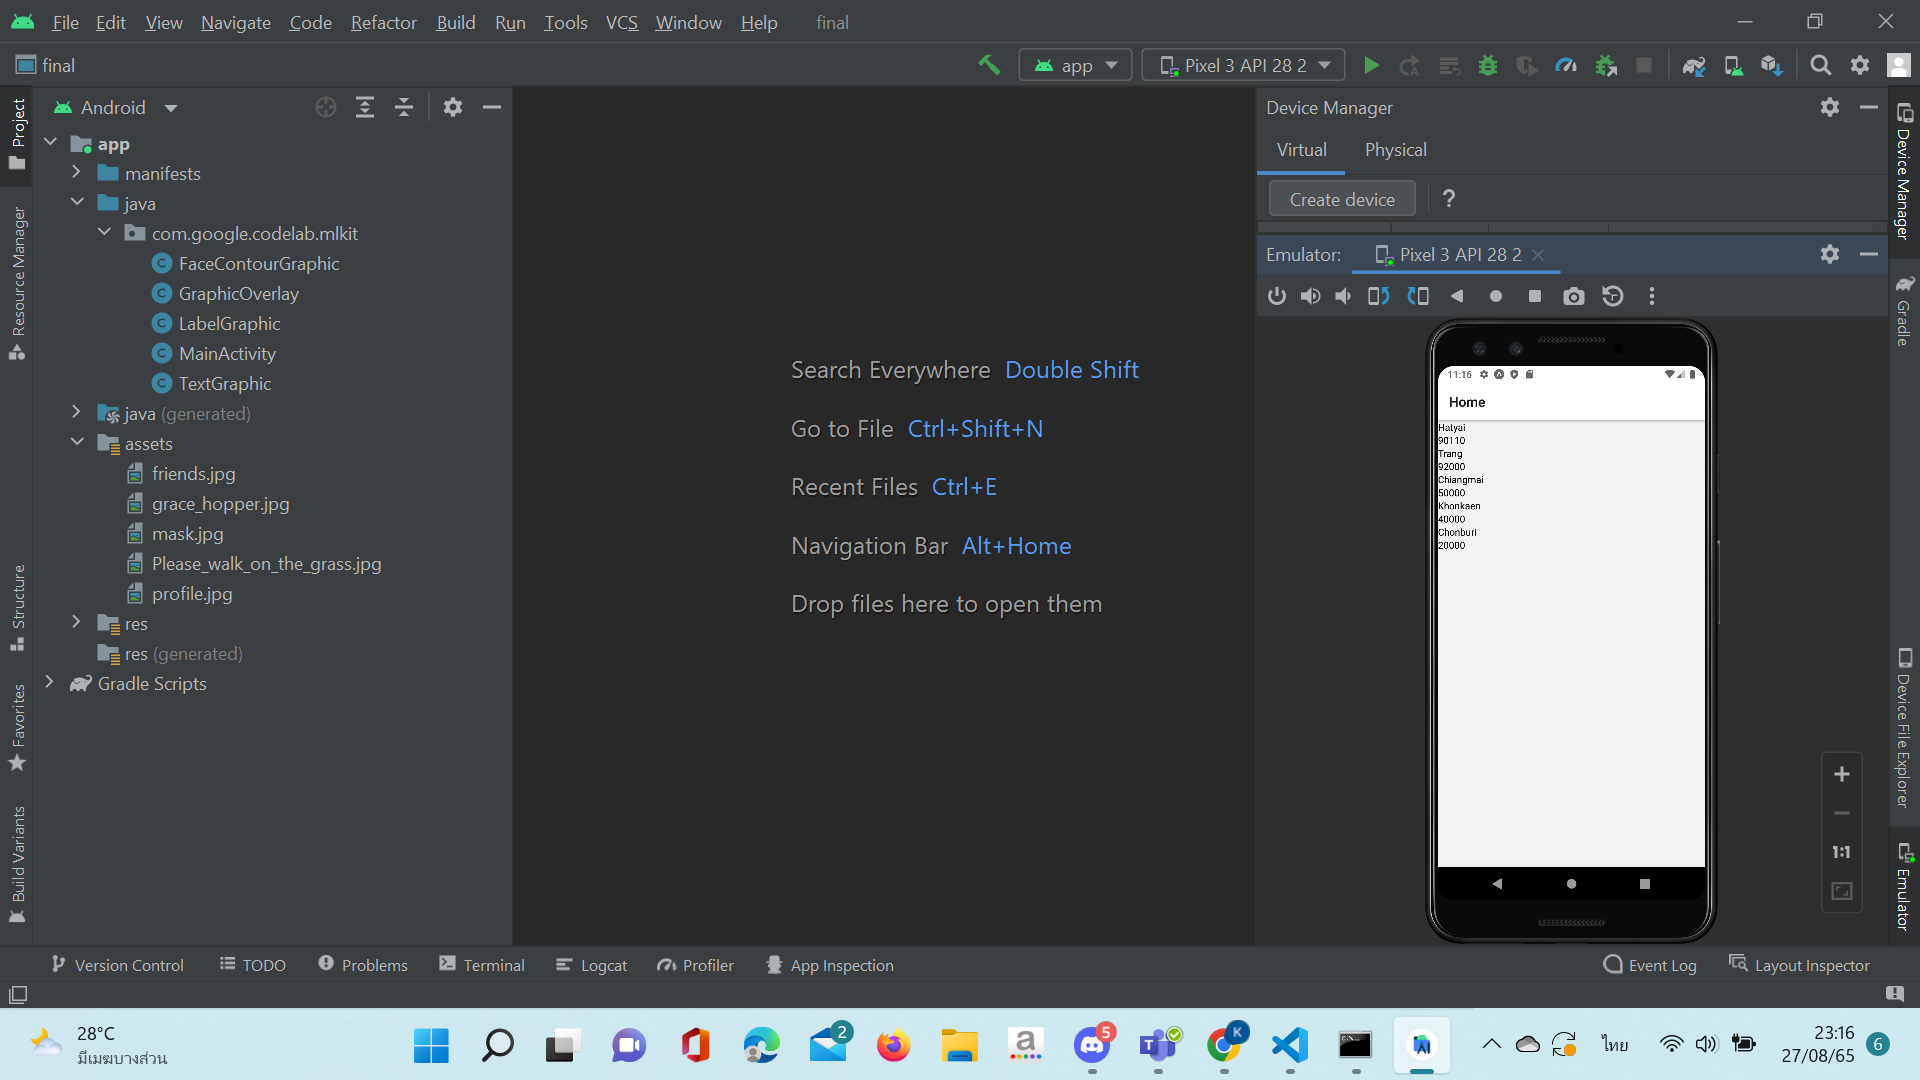 File Edit View Navigate Code Refactor Build Run Tools VCS Window Help final
final
app
Pixel 3 API 28 2
Project
Resource Manager
Structure
Favorites
Build Variants
Android
app
manifests
java
com.google.codelab.mlkit
FaceContourGraphic
GraphicOverlay
LabelGraphic
MainActivity
TextGraphic
java (generated)
assets
friends.jpg
grace_hopper.jpg
mask.jpg
Please_walk_on_the_grass.jpg
profile.jpg
res
res (generated)
Gradle Scripts
Search Everywhere Double Shift
Go to File Ctrl+Shift+N
Recent Files Ctrl+E
Navigation Bar Alt+Home
Drop files here to open them
Device Manager
Virtual Physical
Create device ?
Emulator: Pixel 3 API 28 2
11:16
Home
Hatyai
90110
Trang
92000
Chiangmai
50000
Khonkaen
40000
Chonburi
20000
1:1
Device Manager
Gradle
Device File Explorer
Emulator
Version Control TODO Problems Terminal Logcat Profiler App Inspection Event Log Layout Inspector
28°C
มีเมฆบางส่วน
2
a
5
T
K
C:\
ไทย
23:16
27/08/65
6